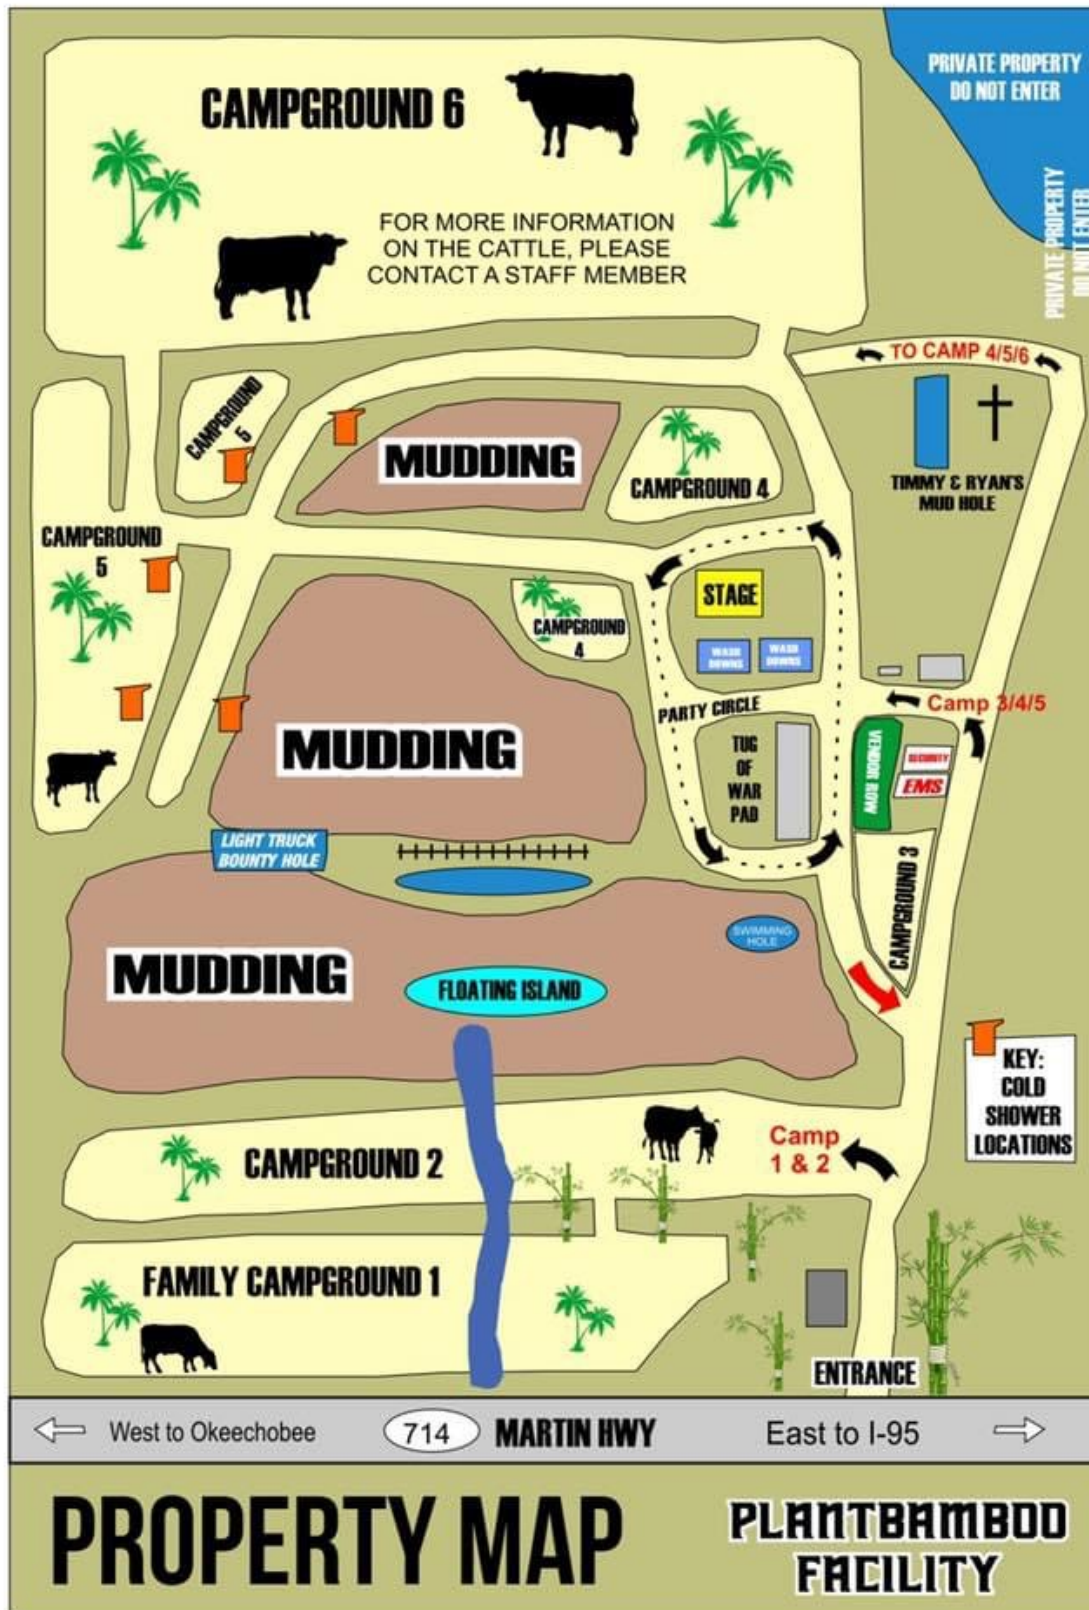 CAMPGROUND 6
PRIVATE PROPERTY
DO NOT ENTER
PRIVATE PROPERTY
DO NOT ENTER
FOR MORE INFORMATION
ON THE CATTLE, PLEASE
CONTACT A STAFF MEMBER
TO CAMP 4/5/6
CAMPGROUND
5
MUDDING
CAMPGROUND 4
TIMMY & RYAN'S
MUD HOLE
CAMPGROUND
5
STAGE
CAMPGROUND
4
WASH
DOWNS
WASH
DOWNS
PARTY CIRCLE
Camp 3/4/5
MUDDING
TUG
OF
WAR
PAD
VENDOR ROW
SECURITY
EMS
LIGHT TRUCK
BOUNTY HOLE
CAMPGROUND 3
SWIMMING
HOLE
MUDDING
FLOATING ISLAND
KEY:
COLD
SHOWER
LOCATIONS
CAMPGROUND 2
Camp
1 & 2
FAMILY CAMPGROUND 1
ENTRANCE
West to Okeechobee
714
MARTIN HWY
East to I-95
PROPERTY MAP
PLANTBAMBOO
FACILITY